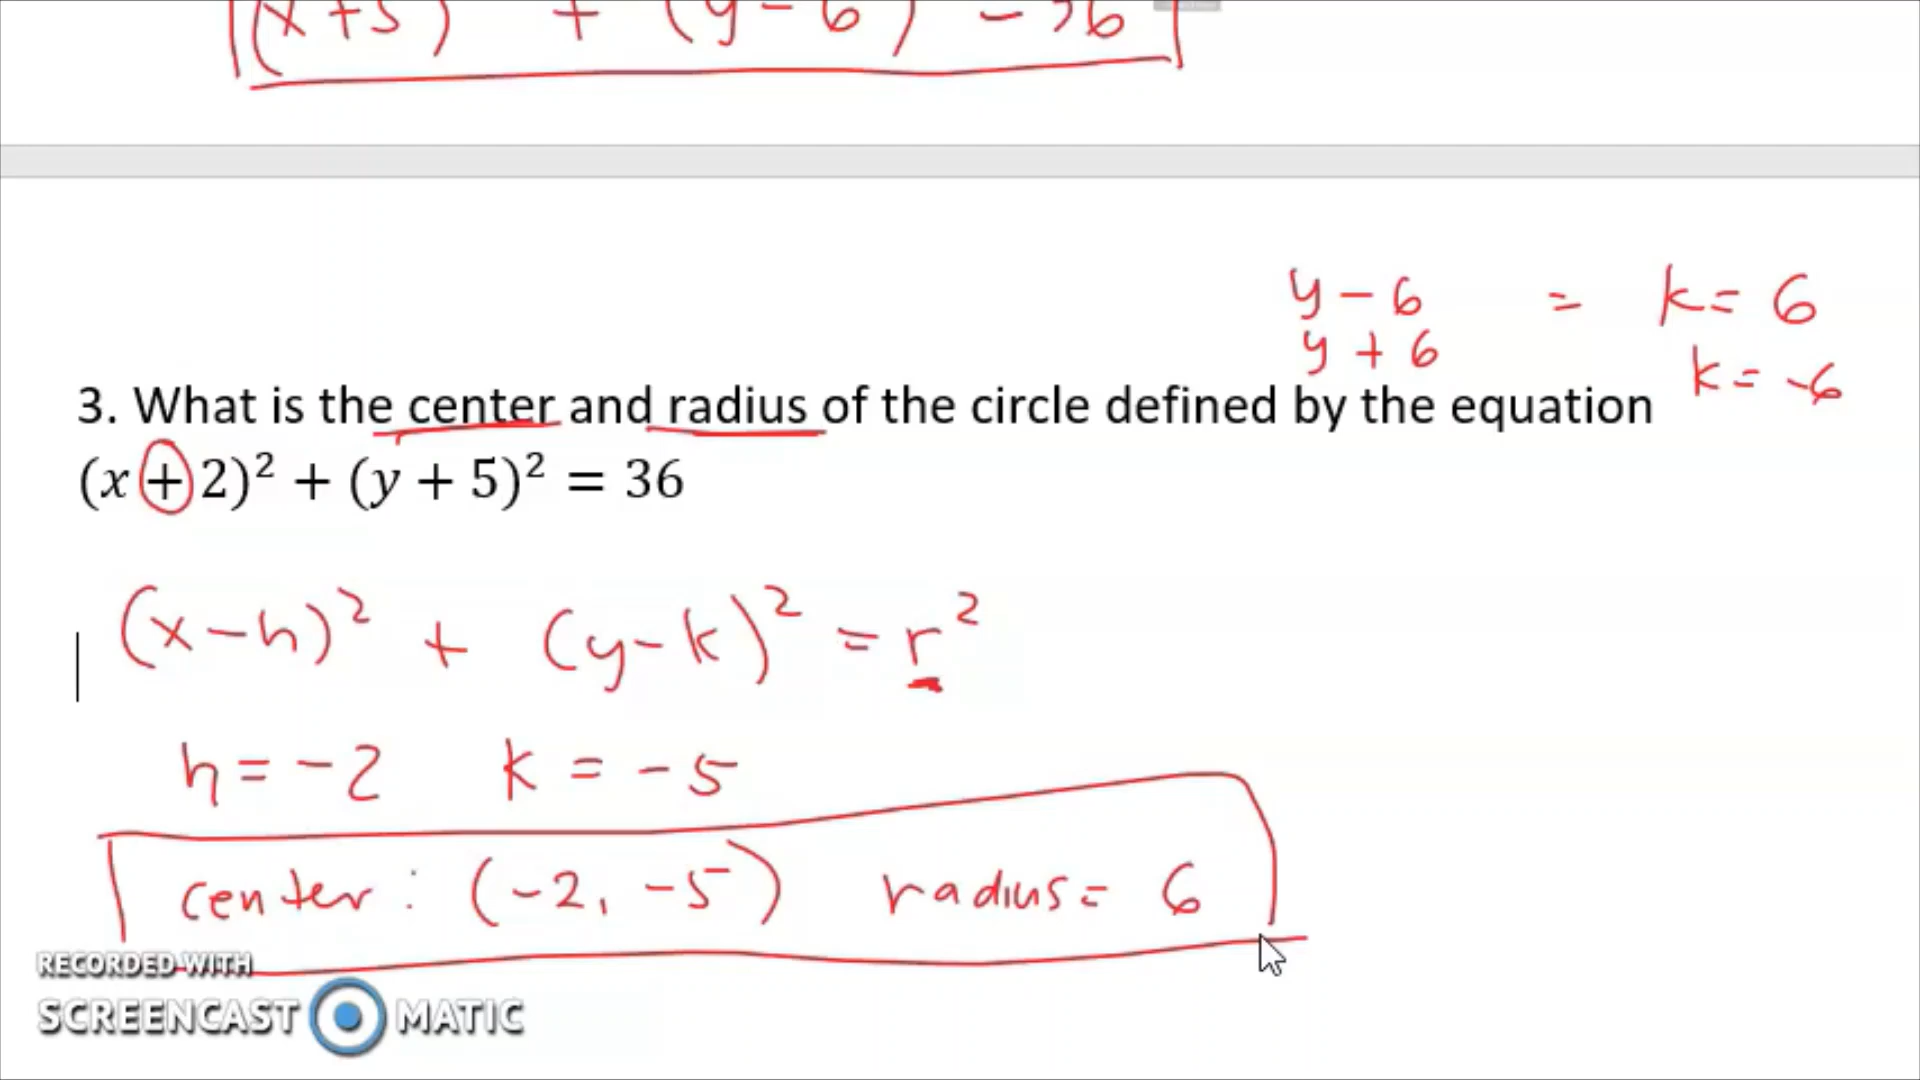 (x+5) + (y-6) - 36
y-6 = k= 6
y+6 k= -6
3. What is the center and radius of the circle defined by the equation
(x + 2)² + (y + 5)² = 36
(x-h)² + (y-k)² = r²
h= -2 k = -5
center: (-2, -5) radius= 6
RECORDED WITH
SCREENCAST MATIC